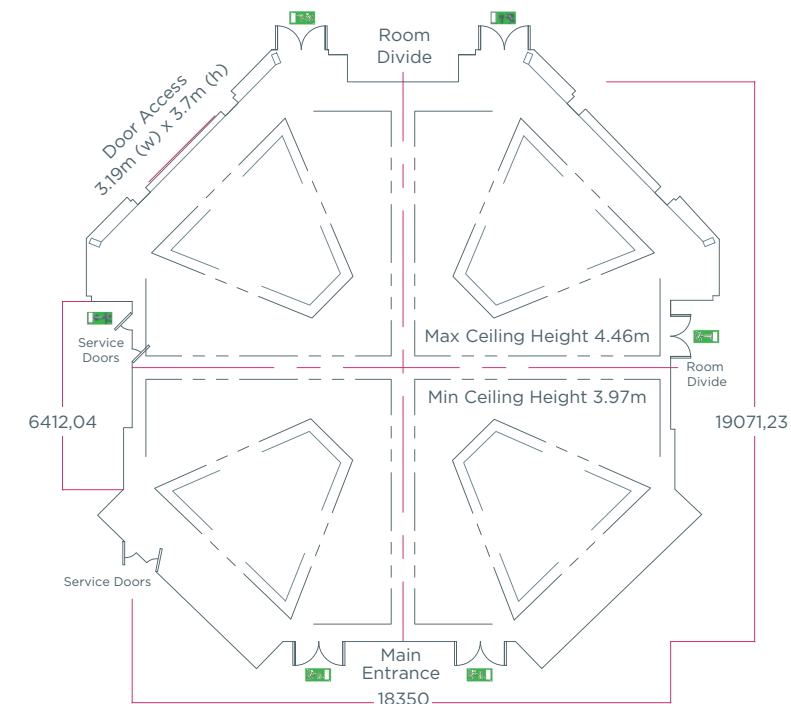 Room
Divide
Door Access
3.19m (w) x 3.7m (h)
Max Ceiling Height 4.46m
Service
Doors
Room
Divide
Min Ceiling Height 3.97m
6412,04
19071,23
Service Doors
Main
Entrance
18350